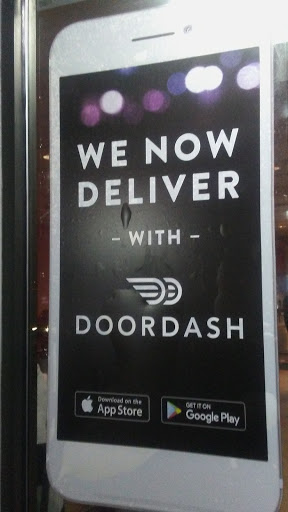 WE NOW
DELIVER
- WITH -
DOORDASH
Download on the
App Store
GET IT ON
Google Play